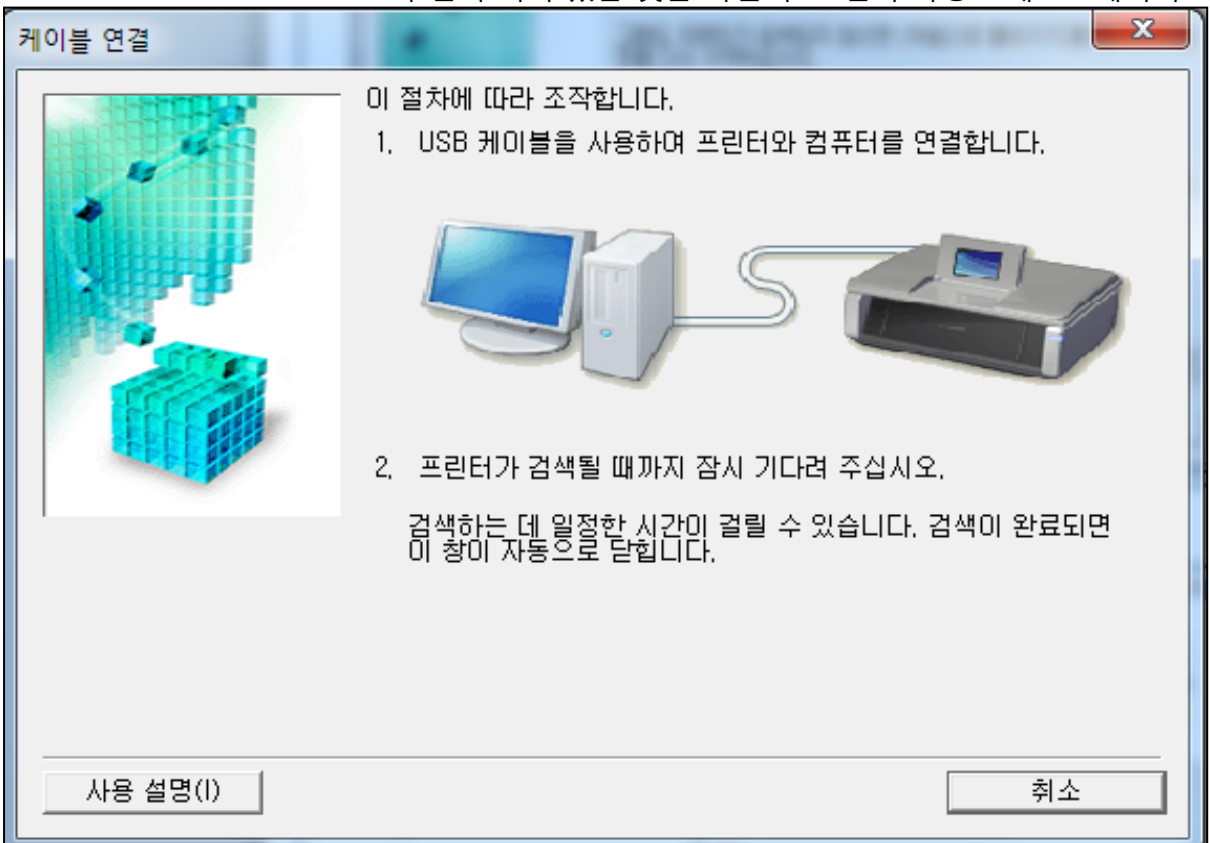 케이블 연결
이 절차에 따라 조작합니다.
1. USB 케이블을 사용하여 프린터와 컴퓨터를 연결합니다.
2. 프린터가 검색될 때까지 잠시 기다려 주십시오.
검색하는 데 일정한 시간이 걸릴 수 있습니다. 검색이 완료되면
이 창이 자동으로 닫힙니다.
사용 설명(I)
취소